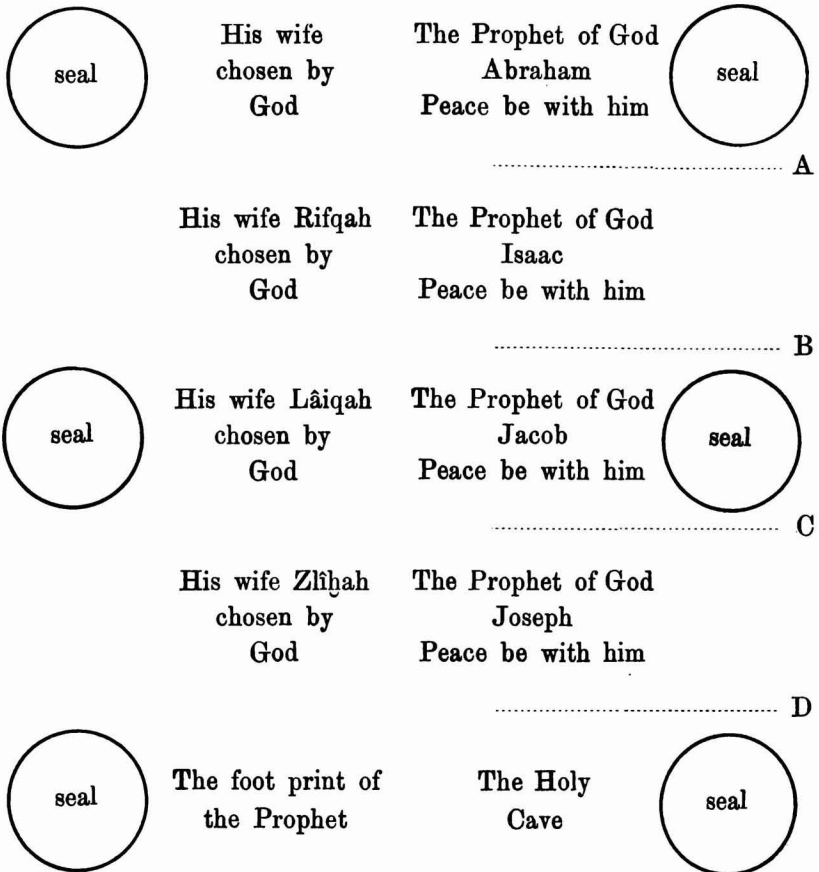 seal
His wife
chosen by
God
The Prophet of God
Abraham
Peace be with him
seal
A
His wife Rifqah
chosen by
God
The Prophet of God
Isaac
Peace be with him
B
seal
His wife Lâiqah
chosen by
God
The Prophet of God
Jacob
Peace be with him
seal
C
His wife Zlîḫah
chosen by
God
The Prophet of God
Joseph
Peace be with him
D
seal
The foot print of
the Prophet
The Holy
Cave
seal